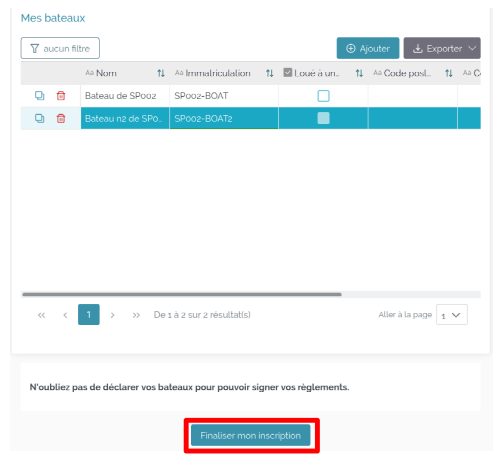 Mes bateaux
aucun filtre
Ajouter
Exporter
Aa Nom Aa Immatriculation Loué à un... Aa Code post... Aa C
Bateau de SP002 SP002-BOAT
Bateau n2 de SP0... SP002-BOAT2
<< < 1 > >> De 1 à 2 sur 2 résultat(s) Aller à la page 1
N'oubliez pas de déclarer vos bateaux pour pouvoir signer vos règlements.
Finaliser mon inscription